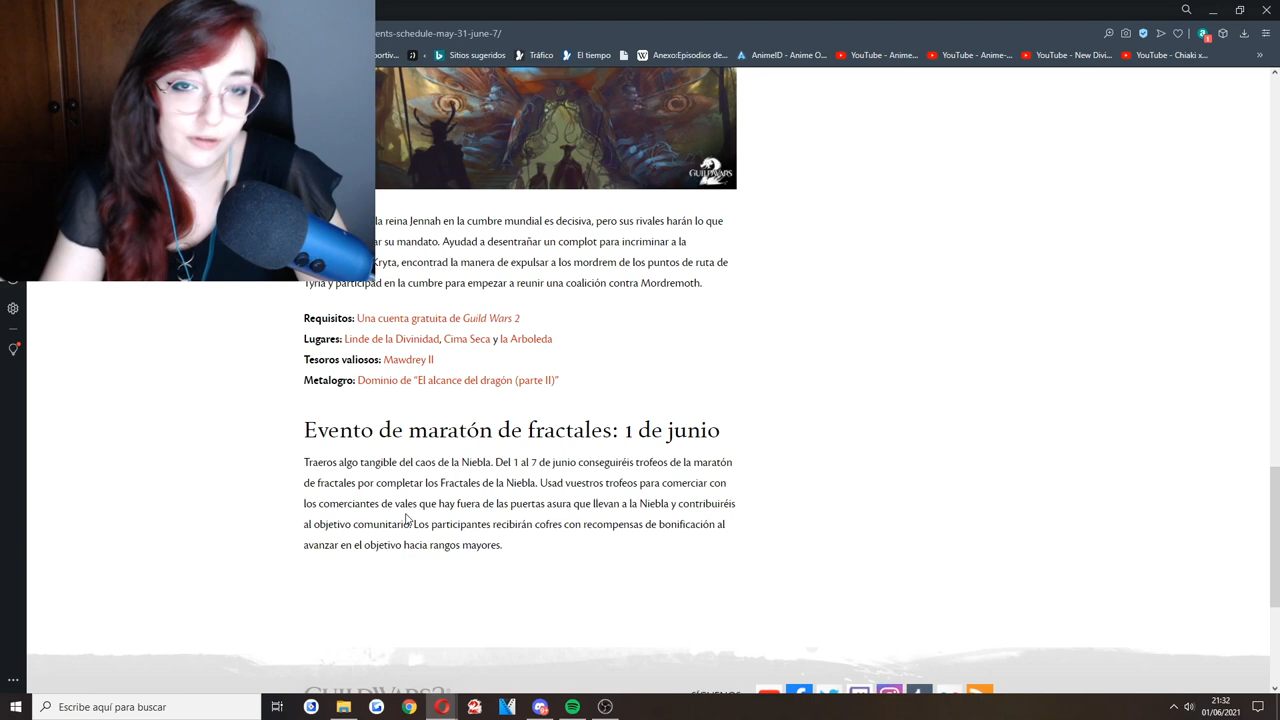 ents-schedule-may-31-june-7/
portiv...
Sitios sugeridos
Tráfico
El tiempo
Anexo:Episodios de...
AnimeID - Anime O...
YouTube - Anime...
YouTube - Anime-...
YouTube - New Divi...
YouTube - Chiaki x...
GUILD WARS 2
la reina Jennah en la cumbre mundial es decisiva, pero sus rivales harán lo que
ar su mandato. Ayudad a desentrañar un complot para incriminar a la
Kryta, encontrad la manera de expulsar a los mordrem de los puntos de ruta de
Tyria y participad en la cumbre para empezar a reunir una coalición contra Mordremoth.
Requisitos: Una cuenta gratuita de Guild Wars 2
Lugares: Linde de la Divinidad, Cima Seca y la Arboleda
Tesoros valiosos: Mawdrey II
Metalogro: Dominio de “El alcance del dragón (parte II)”
Evento de maratón de fractales: 1 de junio
Traeros algo tangible del caos de la Niebla. Del 1 al 7 de junio conseguiréis trofeos de la maratón
de fractales por completar los Fractales de la Niebla. Usad vuestros trofeos para comerciar con
los comerciantes de vales que hay fuera de las puertas asura que llevan a la Niebla y contribuiréis
al objetivo comunitario. Los participantes recibirán cofres con recompensas de bonificación al
avanzar en el objetivo hacia rangos mayores.
GUILD WARS 2
SÍGUENOS
Escribe aquí para buscar
21:32
01/06/2021